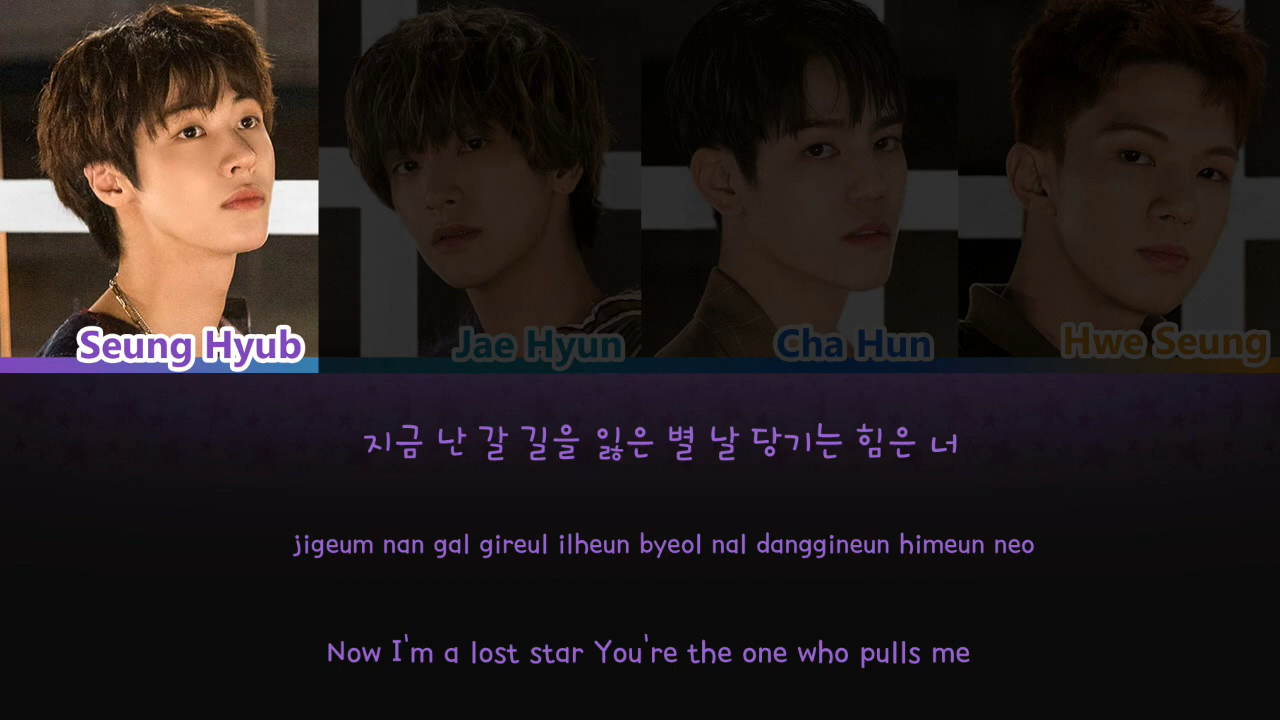 Seung Hyub Jae Hyun Cha Hun Hwe Seung
지금 난 갈 길을 잃은 별 날 당기는 힘은 너
jigeum nan gal gireul ilheun byeol nal danggineun himeun neo
Now I'm a lost star You're the one who pulls me